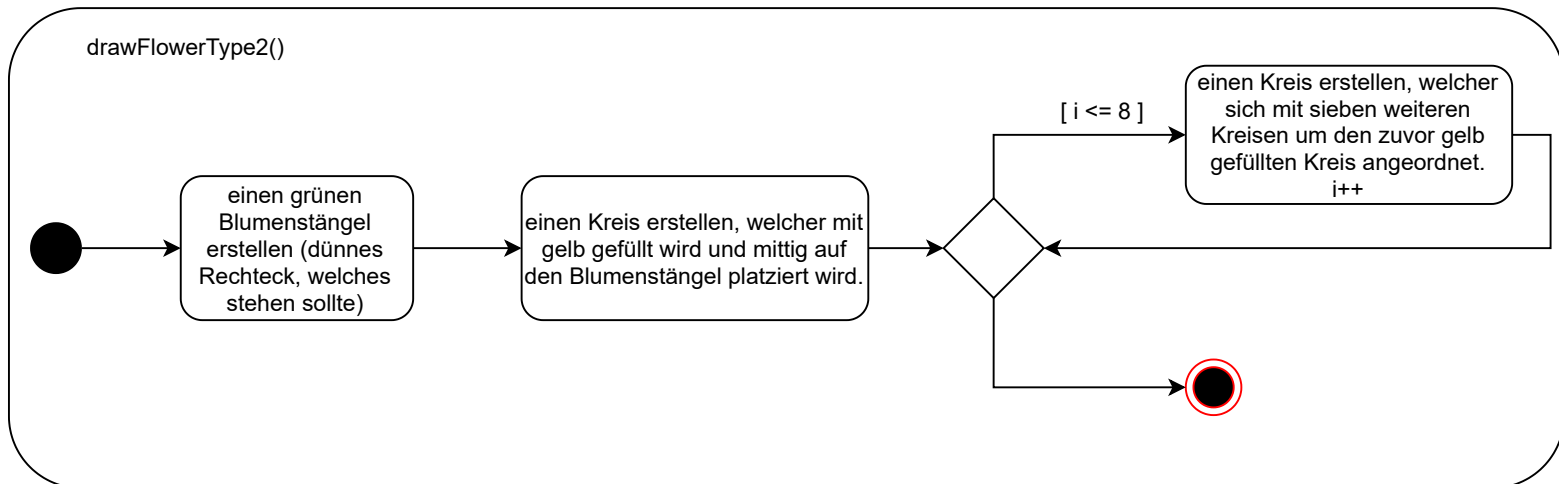 drawFlowerType2()
einen grünen
Blumenstängel
erstellen (dünnes
Rechteck, welches
stehen sollte)
einen Kreis erstellen, welcher mit
gelb gefüllt wird und mittig auf
den Blumenstängel platziert wird.
[ i <= 8 ]
einen Kreis erstellen, welcher
sich mit sieben weiteren
Kreisen um den zuvor gelb
gefüllten Kreis angeordnet.
i++